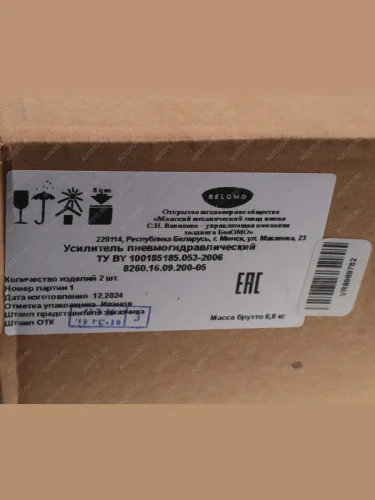 BELOMO
Открытое акционерное общество
«Минский механический завод имени
С.И. Вавилова - управляющая компания
холдинга БелОМО»
220114, Республика Беларусь, г. Минск, ул. Макаенка, 23
Усилитель пневмогидравлический
ТУ BY 100185185.053-2006
8260.16.09.200-05
Количество изделий 2 шт.
Номер партии 1
Дата изготовления 12.2024
Отметка упаковщика Иванов
Штамп представителя заказчика
Штамп ОТК
ЕАС
Масса брутто 6,8 кг